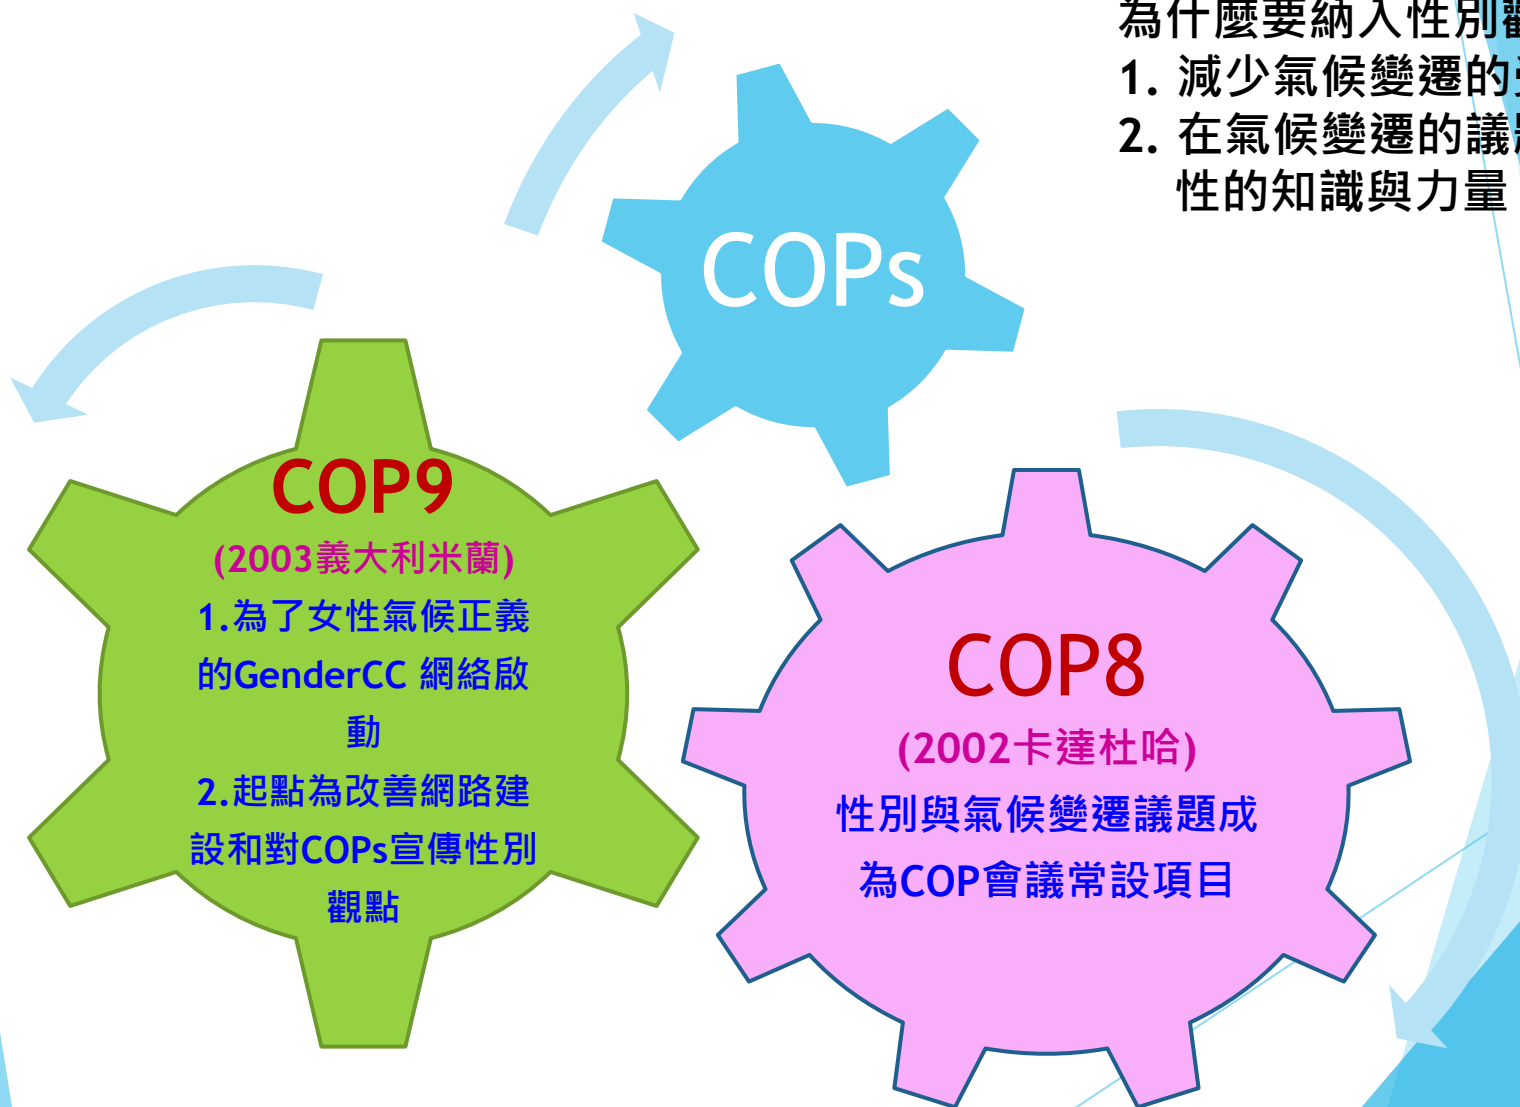 為什麼要納入性別
1. 減少氣候變遷的
2. 在氣候變遷的議
性的知識與力量
COPs
COP9
(2003義大利米蘭)
1.為了女性氣候正義
的GenderCC 網絡啟
動
2.起點為改善網路建
設和對COPs宣傳性別
觀點
COP8
(2002卡達杜哈)
性別與氣候變遷議題成
為COP會議常設項目